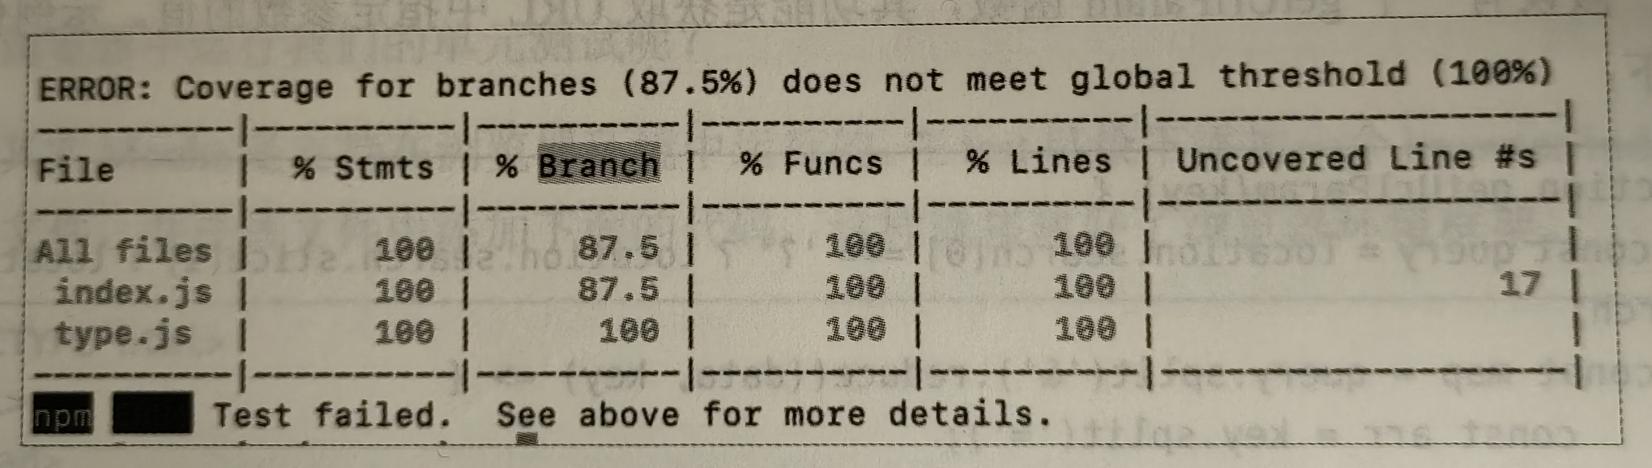 ERROR: Coverage for branches (87.5%) does not meet global threshold (100%)
----------|----------|----------|----------|----------|-------------------|
File | % Stmts | % Branch | % Funcs | % Lines | Uncovered Line #s |
----------|----------|----------|----------|----------|-------------------|
All files | 100 | 87.5 | 100 | 100 | |
index.js | 100 | 87.5 | 100 | 100 | 17 |
type.js | 100 | 100 | 100 | 100 | |
----------|----------|----------|----------|----------|-------------------|
npm Test failed. See above for more details.